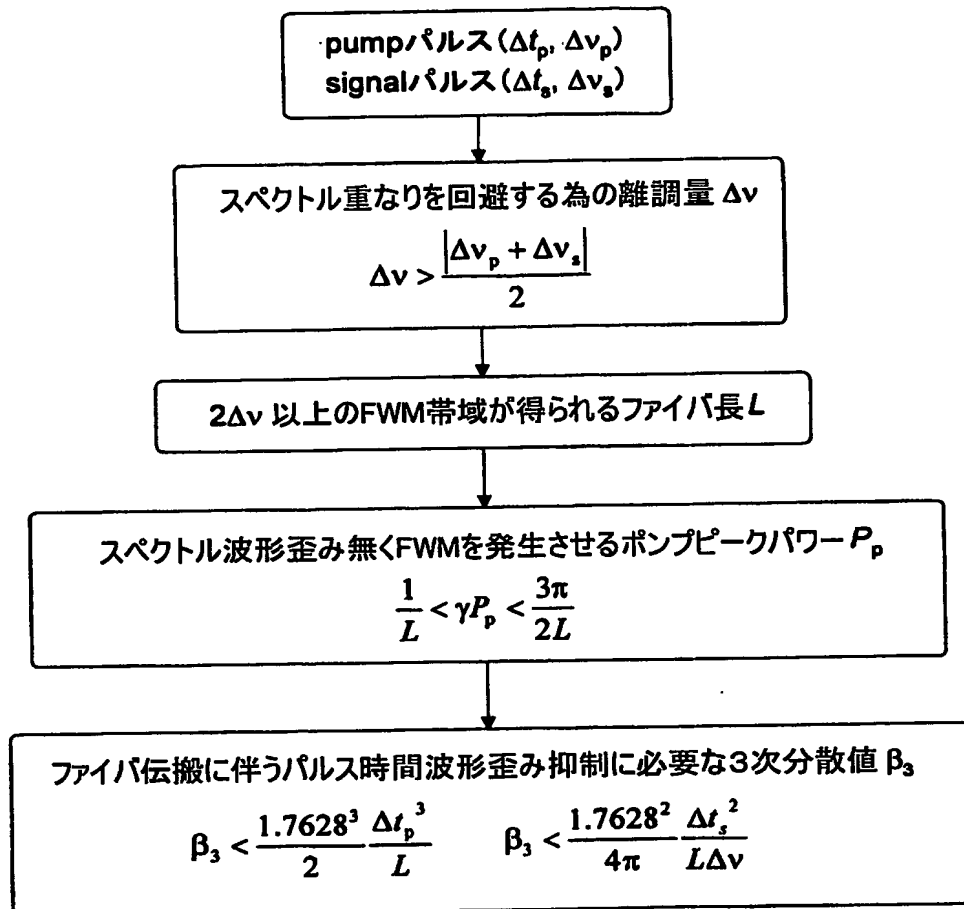 pumpパルス(Δtₚ, Δνₚ)
signalパルス(Δtₛ, Δνₛ)
スペクトル重なりを回避する為の離調量 Δν
Δν > |Δνₚ + Δνₛ| / 2
2Δν 以上のFWM帯域が得られるファイバ長 L
スペクトル波形歪み無くFWMを発生させるポンプピークパワー Pₚ
1/L < γPₚ < 3π/2L
ファイバ伝搬に伴うパルス時間波形歪み抑制に必要な3次分散値 β₃
β₃ < 1.7628³/2 Δtₚ³/L β₃ < 1.7628²/4π Δtₛ²/LΔν